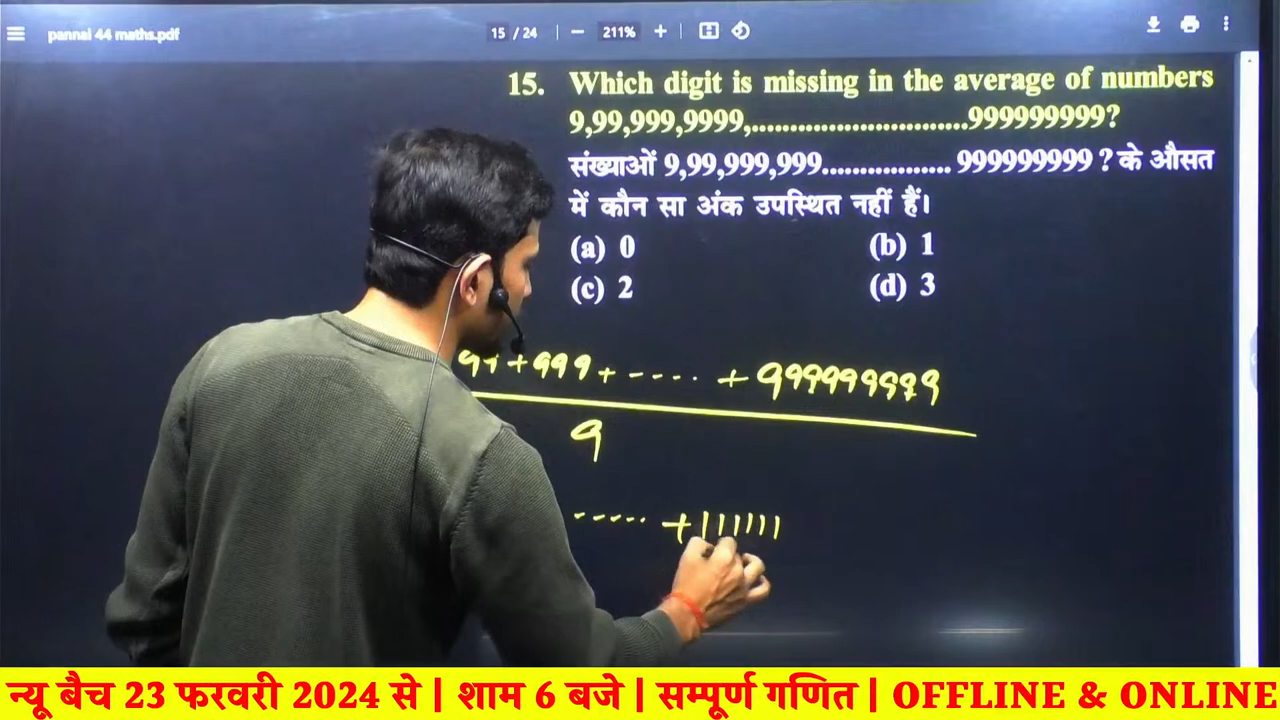 pannal 44 maths.pdf
15 / 24
211%
15. Which digit is missing in the average of numbers
9,99,999,9999,............................999999999?
संख्याओं 9,99,999,999................. 999999999 ? के औसत
में कौन सा अंक उपस्थित नहीं हैं।
(a) 0 (b) 1
(c) 2 (d) 3
99 + 999 + ---- + 999999999
9
----- + 111111
न्यू बैच 23 फरवरी 2024 से | शाम 6 बजे | सम्पूर्ण गणित | OFFLINE & ONLINE